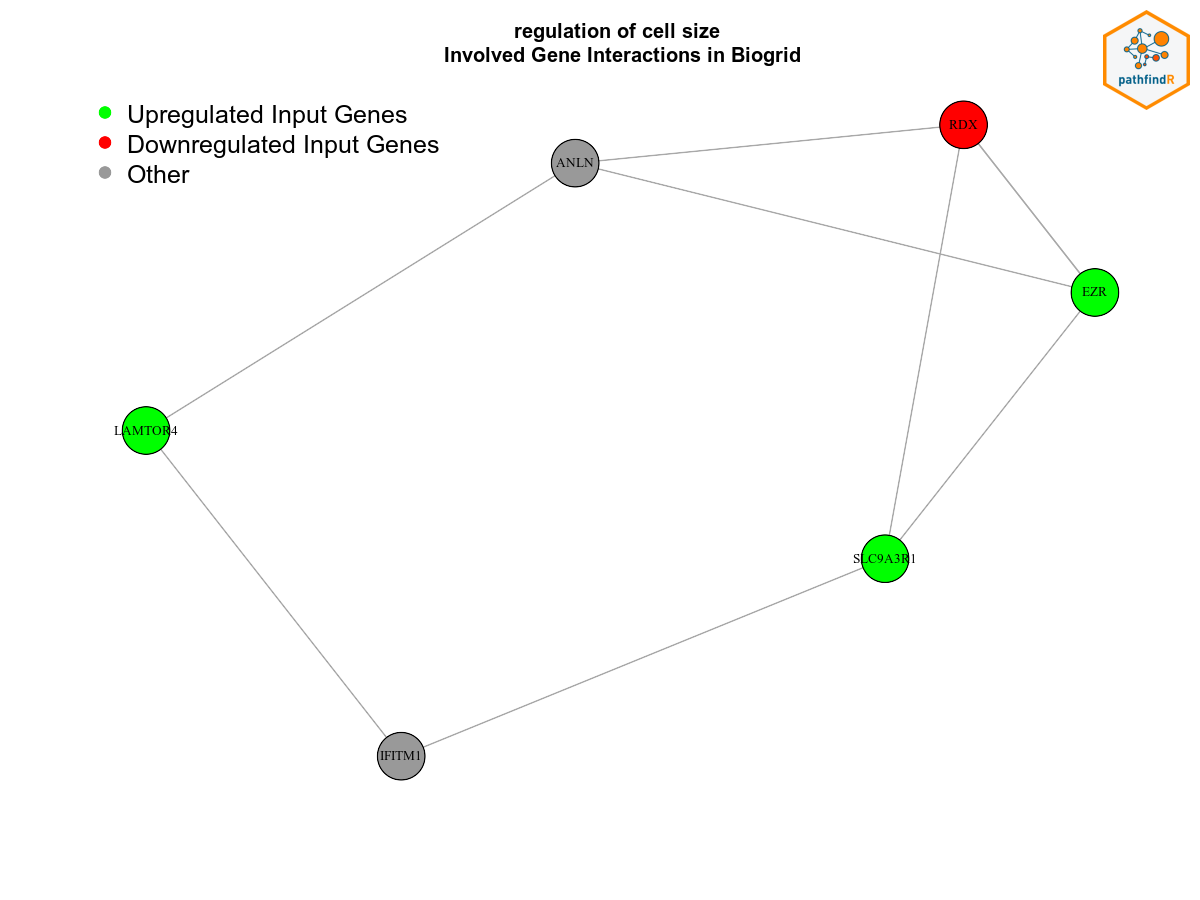 regulation of cell size
Involved Gene Interactions in Biogrid
pathfindR
Upregulated Input Genes
Downregulated Input Genes
Other
RDX
ANLN
EZR
LAMTOR4
SLC9A3R1
IFITM1